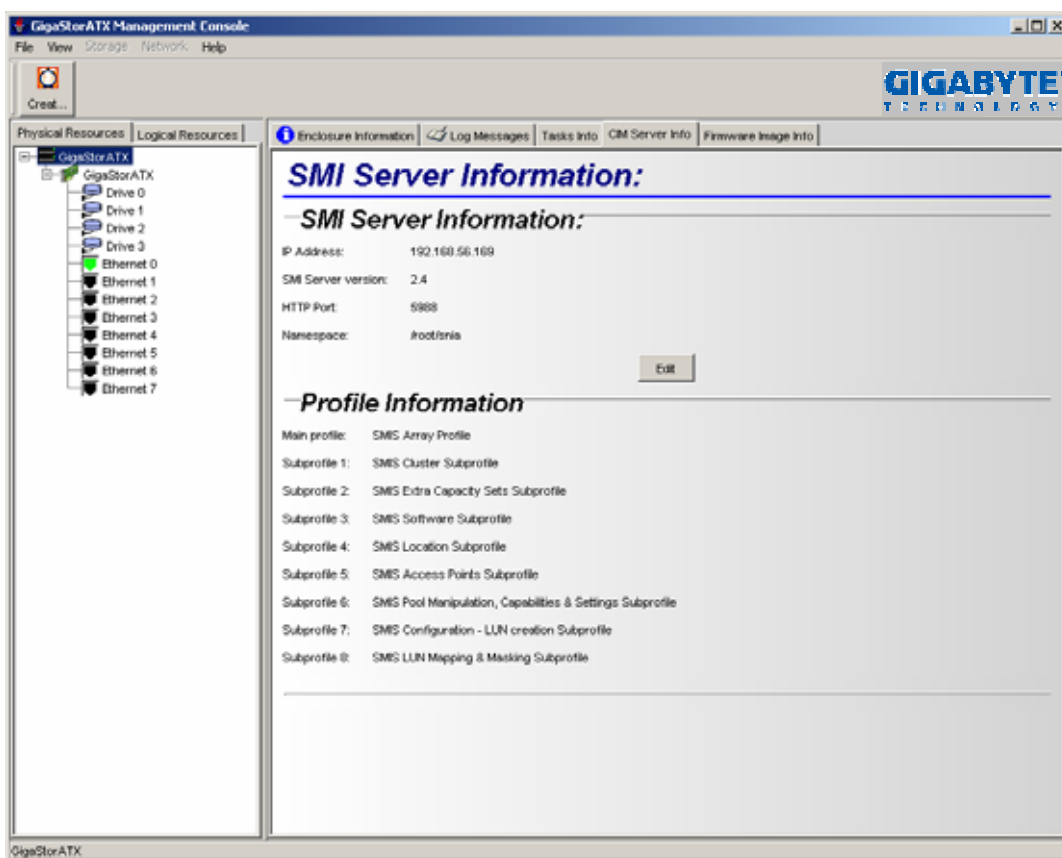 GigaStorATX Management Console
File View Storage Network Help
Creat...
GIGABYTE
TECHNOLOGY
Physical Resources Logical Resources
Enclosure Information Log Messages Tasks Info CIM Server Info Firmware Image Info
GigaStorATX
GigaStorATX
Drive 0
Drive 1
Drive 2
Drive 3
Ethernet 0
Ethernet 1
Ethernet 2
Ethernet 3
Ethernet 4
Ethernet 5
Ethernet 6
Ethernet 7
SMI Server Information:
SMI Server Information:
IP Address: 192.168.56.169
SMI Server version: 2.4
HTTP Port: 5988
Namespace: /root/snia
Edit
Profile Information
Main profile: SMIS Array Profile
Subprofile 1: SMIS Cluster Subprofile
Subprofile 2: SMIS Extra Capacity Sets Subprofile
Subprofile 3: SMIS Software Subprofile
Subprofile 4: SMIS Location Subprofile
Subprofile 5: SMIS Access Points Subprofile
Subprofile 6: SMIS Pool Manipulation, Capabilities & Settings Subprofile
Subprofile 7: SMIS Configuration - LUN creation Subprofile
Subprofile 8: SMIS LUN Mapping & Masking Subprofile
GigaStorATX